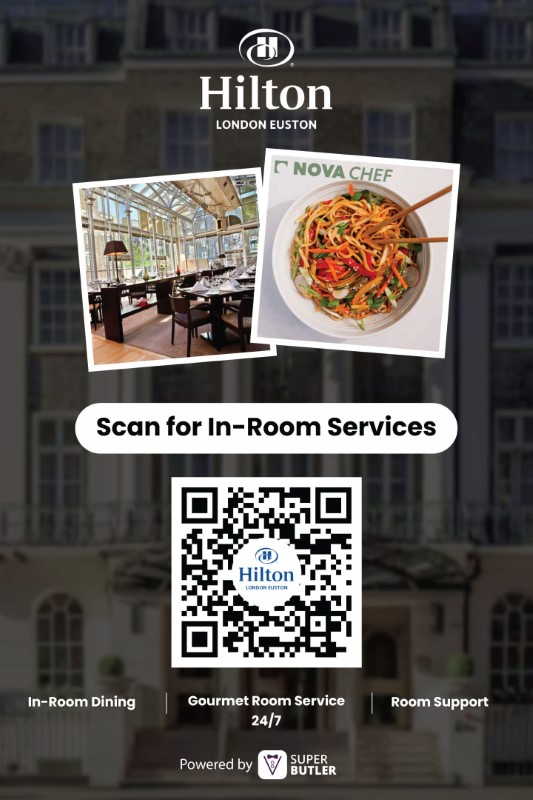 Hilton
LONDON EUSTON
NOVA CHEF
Scan for In-Room Services
Hilton
LONDON EUSTON
In-Room Dining
Gourmet Room Service
24/7
Room Support
Powered by SUPER
BUTLER